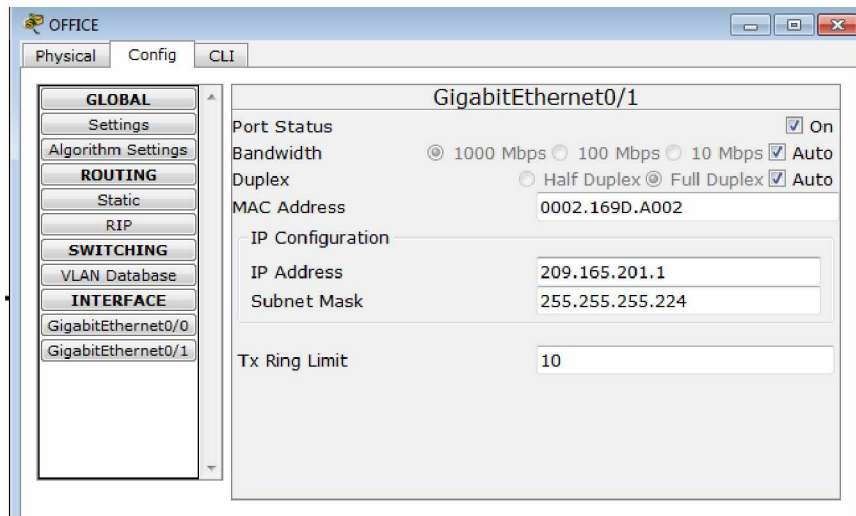 OFFICE
Physical Config CLI
GLOBAL
Settings
Algorithm Settings
ROUTING
Static
RIP
SWITCHING
VLAN Database
INTERFACE
GigabitEthernet0/0
GigabitEthernet0/1
GigabitEthernet0/1
Port Status On
Bandwidth 1000 Mbps 100 Mbps 10 Mbps Auto
Duplex Half Duplex Full Duplex Auto
MAC Address 0002.169D.A002
IP Configuration
IP Address 209.165.201.1
Subnet Mask 255.255.255.224
Tx Ring Limit 10